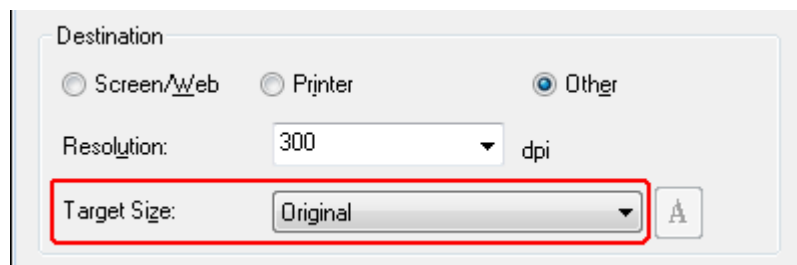 Destination
Screen/Web Printer Other
Resolution: 300 dpi
Target Size: Original A